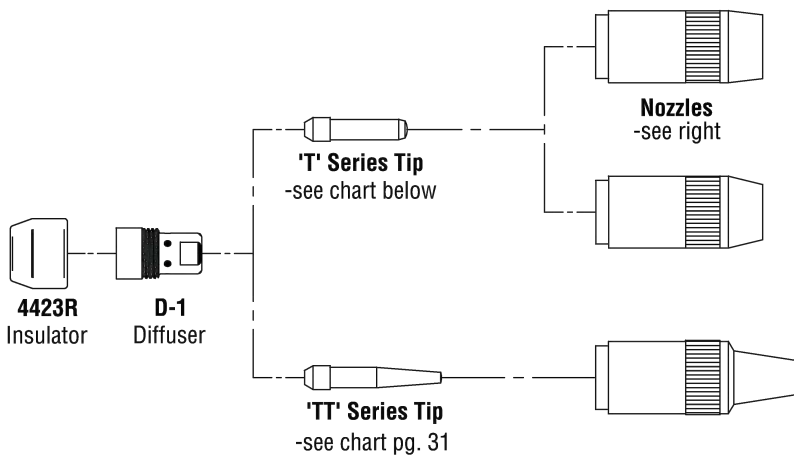 Nozzles
-see right
'T' Series Tip
-see chart below
4423R
Insulator
D-1
Diffuser
'TT' Series Tip
-see chart pg. 31